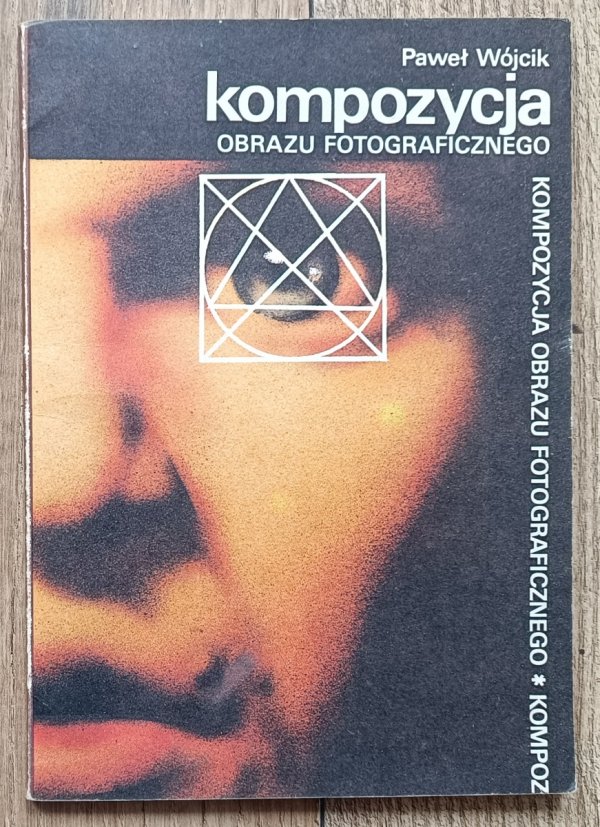 Paweł Wójcik
kompozycja
OBRAZU FOTOGRAFICZNEGO
KOMPOZYCJA OBRAZU FOTOGRAFICZNEGO * KOMPOZ